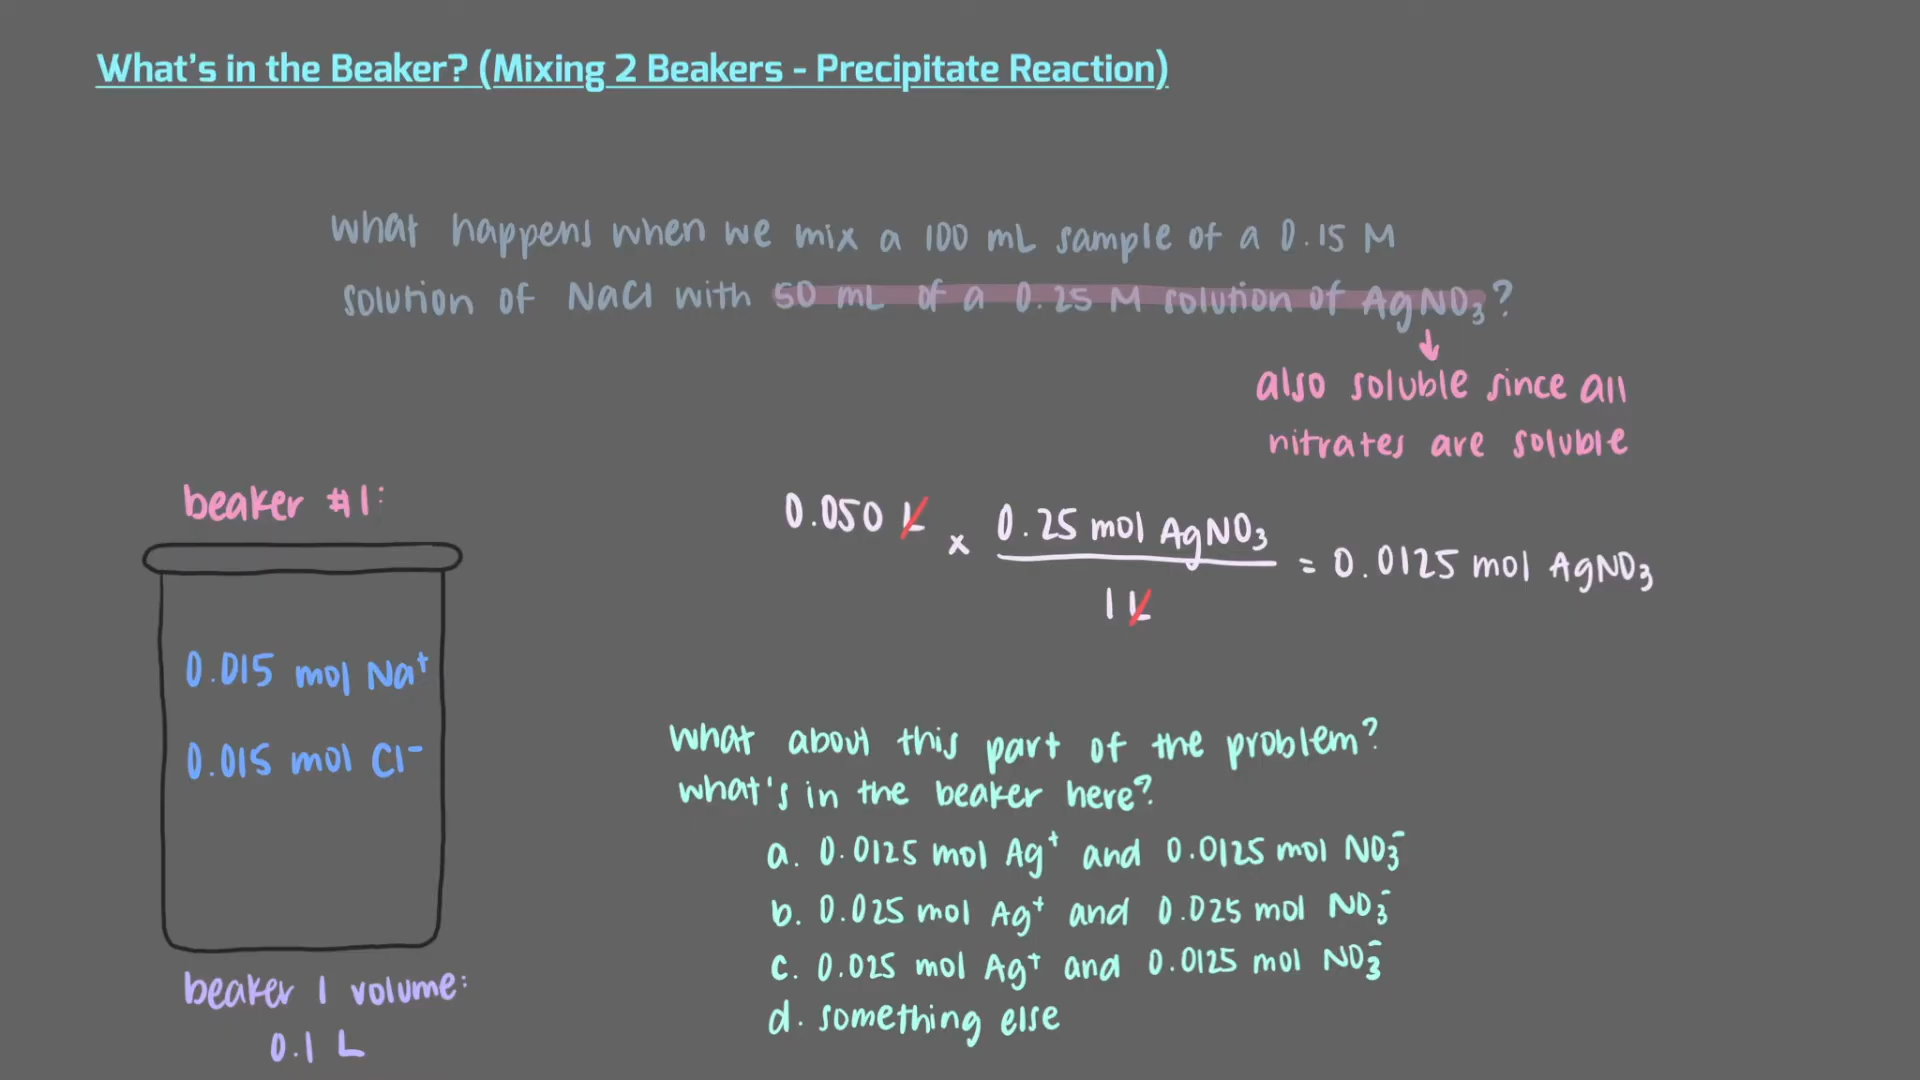 What's in the Beaker? (Mixing 2 Beakers - Precipitate Reaction)
what happens when we mix a 100 mL sample of a 0.15 M
solution of NaCl with 50 mL of a 0.25 M solution of AgNO₃?
also soluble since all
nitrates are soluble
beaker #1:
0.050 L x 0.25 mol AgNO₃ = 0.0125 mol AgNO₃
1 L
0.015 mol Na⁺
0.015 mol Cl⁻
what about this part of the problem?
what's in the beaker here?
a. 0.0125 mol Ag⁺ and 0.0125 mol NO₃⁻
b. 0.025 mol Ag⁺ and 0.025 mol NO₃⁻
c. 0.025 mol Ag⁺ and 0.0125 mol NO₃⁻
d. something else
beaker 1 volume:
0.1 L